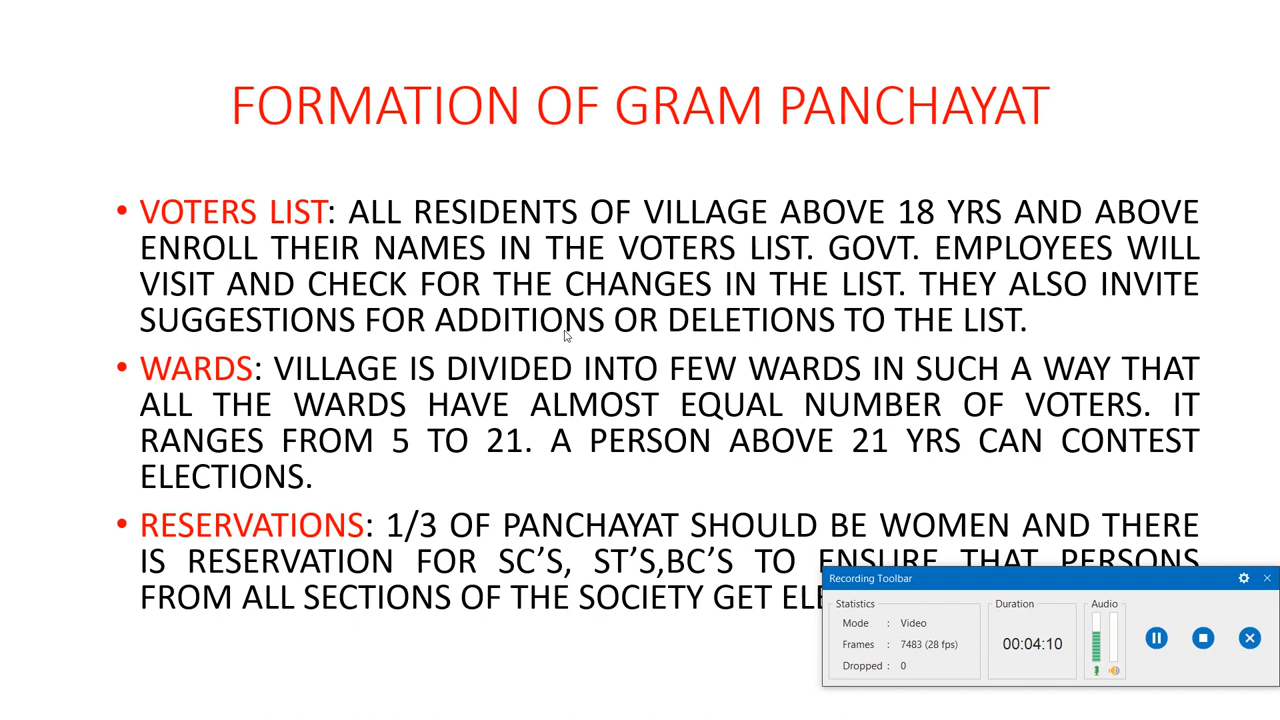 FORMATION OF GRAM PANCHAYAT
• VOTERS LIST: ALL RESIDENTS OF VILLAGE ABOVE 18 YRS AND ABOVE
ENROLL THEIR NAMES IN THE VOTERS LIST. GOVT. EMPLOYEES WILL
VISIT AND CHECK FOR THE CHANGES IN THE LIST. THEY ALSO INVITE
SUGGESTIONS FOR ADDITIONS OR DELETIONS TO THE LIST.
• WARDS: VILLAGE IS DIVIDED INTO FEW WARDS IN SUCH A WAY THAT
ALL THE WARDS HAVE ALMOST EQUAL NUMBER OF VOTERS. IT
RANGES FROM 5 TO 21. A PERSON ABOVE 21 YRS CAN CONTEST
ELECTIONS.
• RESERVATIONS: 1/3 OF PANCHAYAT SHOULD BE WOMEN AND THERE
IS RESERVATION FOR SC’S, ST’S,BC’S TO ENSURE THAT PERSONS
FROM ALL SECTIONS OF THE SOCIETY GET
Recording Toolbar
Statistics
Mode : Video
Frames : 7483 (28 fps)
Dropped : 0
Duration
00:04:10
Audio